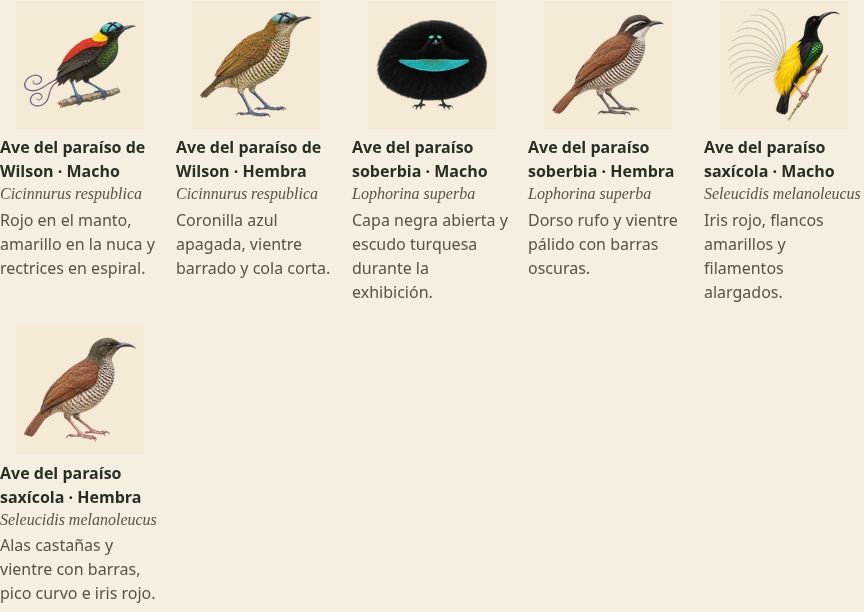 Ave del paraíso de
Wilson · Macho
Cicinnurus respublica
Rojo en el manto,
amarillo en la nuca y
rectrices en espiral.
Ave del paraíso de
Wilson · Hembra
Cicinnurus respublica
Coronilla azul
apagada, vientre
barrado y cola corta.
Ave del paraíso
soberbia · Macho
Lophorina superba
Capa negra abierta y
escudo turquesa
durante la
exhibición.
Ave del paraíso
soberbia · Hembra
Lophorina superba
Dorso rufo y vientre
pálido con barras
oscuras.
Ave del paraíso
saxícola · Macho
Seleucidis melanoleucus
Iris rojo, flancos
amarillos y
filamentos
alargados.
Ave del paraíso
saxícola · Hembra
Seleucidis melanoleucus
Alas castañas y
vientre con barras,
pico curvo e iris rojo.